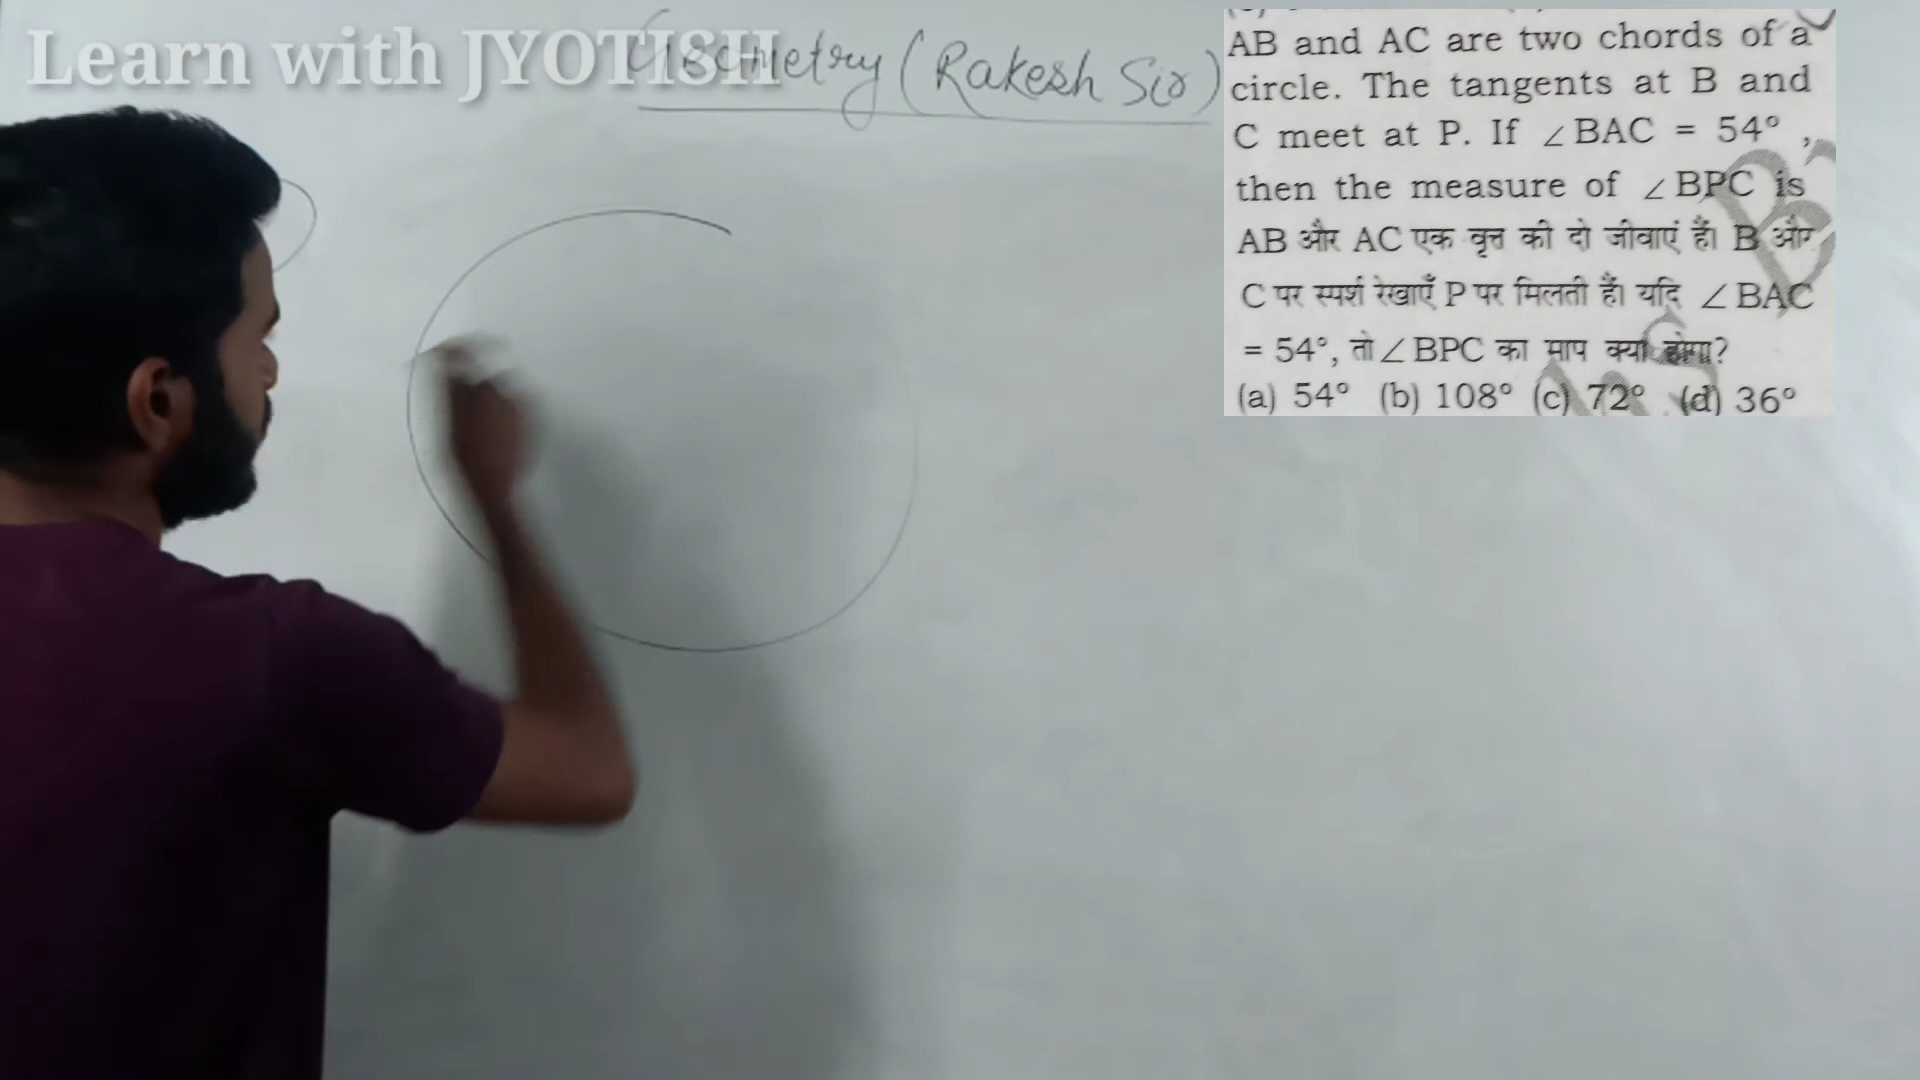 Learn with JYOTISH
Geometry (Rakesh Sir)
AB and AC are two chords of a
circle. The tangents at B and
C meet at P. If ∠BAC = 54° ,
then the measure of ∠BPC is
AB और AC एक वृत्त की दो जीवाएं हैं। B और
C पर स्पर्श रेखाएँ P पर मिलती हैं। यदि ∠BAC
= 54°, तो ∠BPC का माप क्या होगा?
(a) 54° (b) 108° (c) 72° (d) 36°